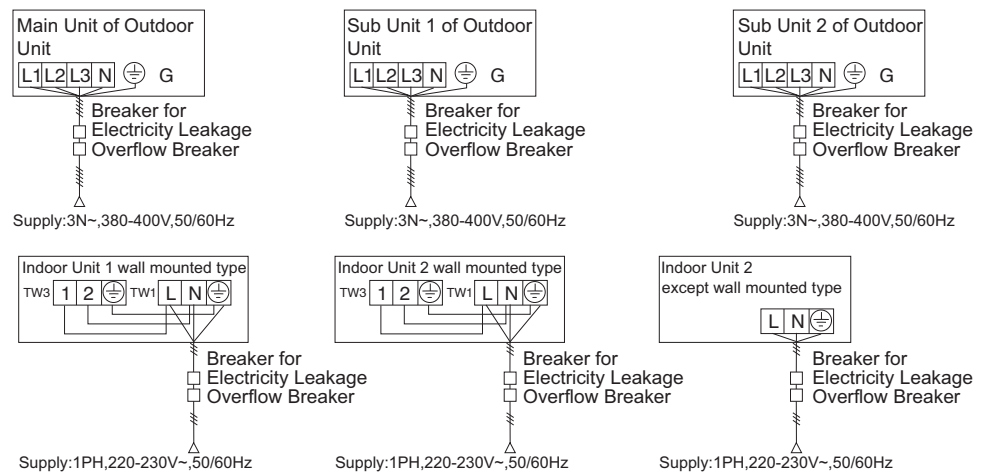 Main Unit of Outdoor
Unit
L1 L2 L3 N ⏚ G
Breaker for
Electricity Leakage
Overflow Breaker
Supply:3N~,380-400V,50/60Hz
Sub Unit 1 of Outdoor
Unit
L1 L2 L3 N ⏚ G
Breaker for
Electricity Leakage
Overflow Breaker
Supply:3N~,380-400V,50/60Hz
Sub Unit 2 of Outdoor
Unit
L1 L2 L3 N ⏚ G
Breaker for
Electricity Leakage
Overflow Breaker
Supply:3N~,380-400V,50/60Hz
Indoor Unit 1 wall mounted type
TW3 1 2 ⏚ TW1 L N ⏚
Breaker for
Electricity Leakage
Overflow Breaker
Supply:1PH,220-230V~,50/60Hz
Indoor Unit 2 wall mounted type
TW3 1 2 ⏚ TW1 L N ⏚
Breaker for
Electricity Leakage
Overflow Breaker
Supply:1PH,220-230V~,50/60Hz
Indoor Unit 2
except wall mounted type
L N ⏚
Breaker for
Electricity Leakage
Overflow Breaker
Supply:1PH,220-230V~,50/60Hz